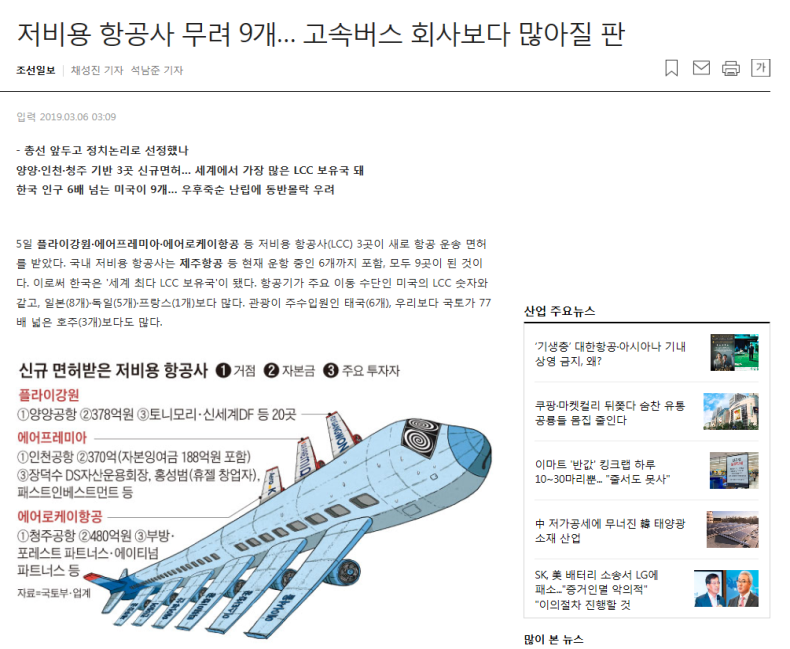 저비용 항공사 무려 9개... 고속버스 회사보다 많아질 판
조선일보 | 채성진 기자 석남준 기자
가
입력 2019.03.06 03:09
- 총선 앞두고 정치논리로 선정했나
양양·인천·청주 기반 3곳 신규면허... 세계에서 가장 많은 LCC 보유국 돼
한국 인구 6배 넘는 미국이 9개... 우후죽순 난립에 동반몰락 우려
5일 플라이강원·에어프레미아·에어로케이항공 등 저비용 항공사(LCC) 3곳이 새로 항공 운송 면허
를 받았다. 국내 저비용 항공사는 제주항공 등 현재 운항 중인 6개까지 포함, 모두 9곳이 된 것이
다. 이로써 한국은 '세계 최다 LCC 보유국'이 됐다. 항공기가 주요 이동 수단인 미국의 LCC 숫자와
같고, 일본(8개)·독일(5개)·프랑스(1개)보다 많다. 관광이 주수입원인 태국(6개), 우리보다 국토가 77
배 넓은 호주(3개)보다도 많다.
신규 면허받은 저비용 항공사 ❶거점 ❷자본금 ❸주요 투자자
플라이강원
①양양공항 ②378억원 ③토니모리·신세계DF 등 20곳
에어프레미아
①인천공항 ②370억(자본잉여금 188억원 포함)
③장덕수 DS자산운용회장, 홍성범(휴젤 창업자),
패스트인베스트먼트 등
에어로케이항공
①청주공항 ②480억원 ③부방·
포레스트 파트너스·에이티넘
파트너스 등
자료=국토부·업계
산업 주요뉴스
'기생충' 대한항공·아시아나 기내
상영 금지, 왜?
쿠팡·마켓컬리 뒤쫓다 숨찬 유통
공룡들 몸집 줄인다
이마트 '반값' 킹크랩 하루
10~30마리뿐... "줄서도 못사"
中 저가공세에 무너진 韓 태양광
소재 산업
SK, 美 배터리 소송서 LG에
패소..."증거인멸 악의적"
"이의절차 진행할 것
많이 본 뉴스